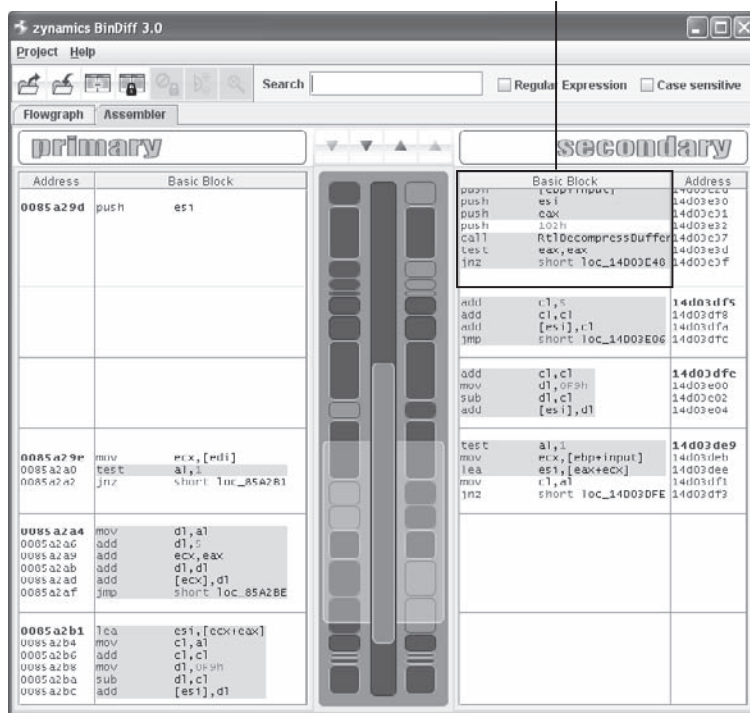 zynamics BinDiff 3.0
Project Help
Search Regular Expression Case sensitive
Flowgraph Assembler
primary secondary
Address Basic Block
0085a29d push esi
0085a29e mov ecx,[edi]
0085a2a0 test al,1
0085a2a2 jnz short loc_85A2B1
0085a2a4 mov dl,al
0085a2a6 add dl,5
0085a2a9 add ecx,eax
0085a2ab add dl,dl
0085a2ad add [ecx],dl
0085a2af jmp short loc_85A2BE
0085a2b1 lea esi,[ecx+eax]
0085a2b4 mov cl,al
0085a2b6 add cl,cl
0085a2b8 mov dl,0F9h
0085a2ba sub dl,cl
0085a2bc add [esi],dl
Basic Block Address
push [ebp+input]
push esi 14d03e30
push eax 14d03e31
push 102h 14d03e32
call RtlDecompressBuffer 14d03e37
test eax,eax 14d03e3d
jnz short loc_14D03E48 14d03e3f
add cl,5 14d03df5
add cl,cl 14d03df8
add [esi],cl 14d03dfa
jmp short loc_14D03E06 14d03dfc
add cl,cl 14d03dfe
mov dl,0F9h 14d03e00
sub dl,cl 14d03e02
add [esi],dl 14d03e04
test al,1 14d03de9
mov ecx,[ebp+input] 14d03deb
lea esi,[eax+ecx] 14d03dee
mov cl,al 14d03df1
jnz short loc_14D03DFE 14d03df3